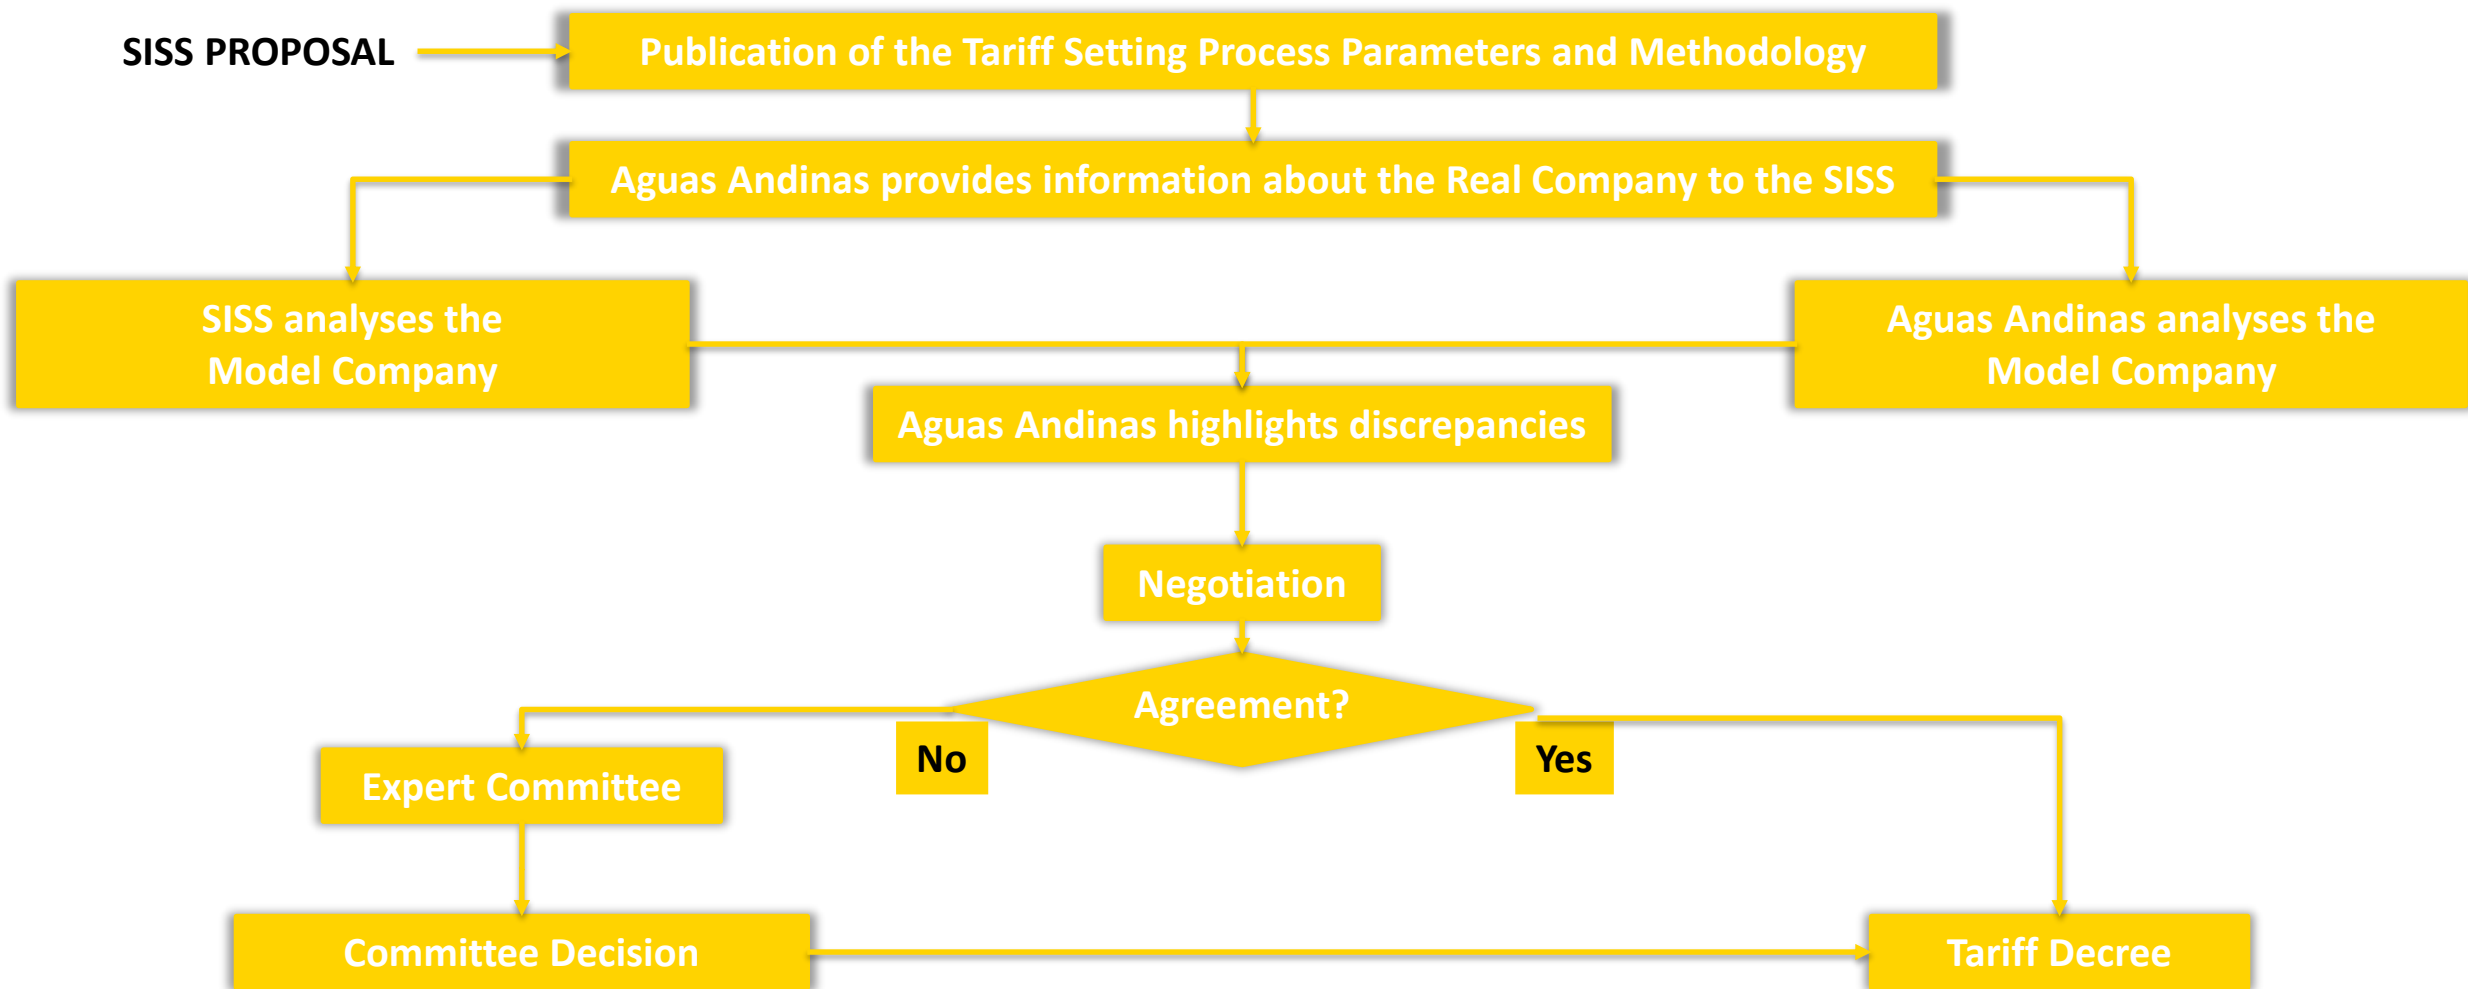 SISS PROPOSAL
Publication of the Tariff Setting Process Parameters and Methodology
Aguas Andinas provides information about the Real Company to the SISS
SISS analyses the
Model Company
Aguas Andinas analyses the
Model Company
Aguas Andinas highlights discrepancies
Negotiation
Agreement?
No
Yes
Expert Committee
Committee Decision
Tariff Decree